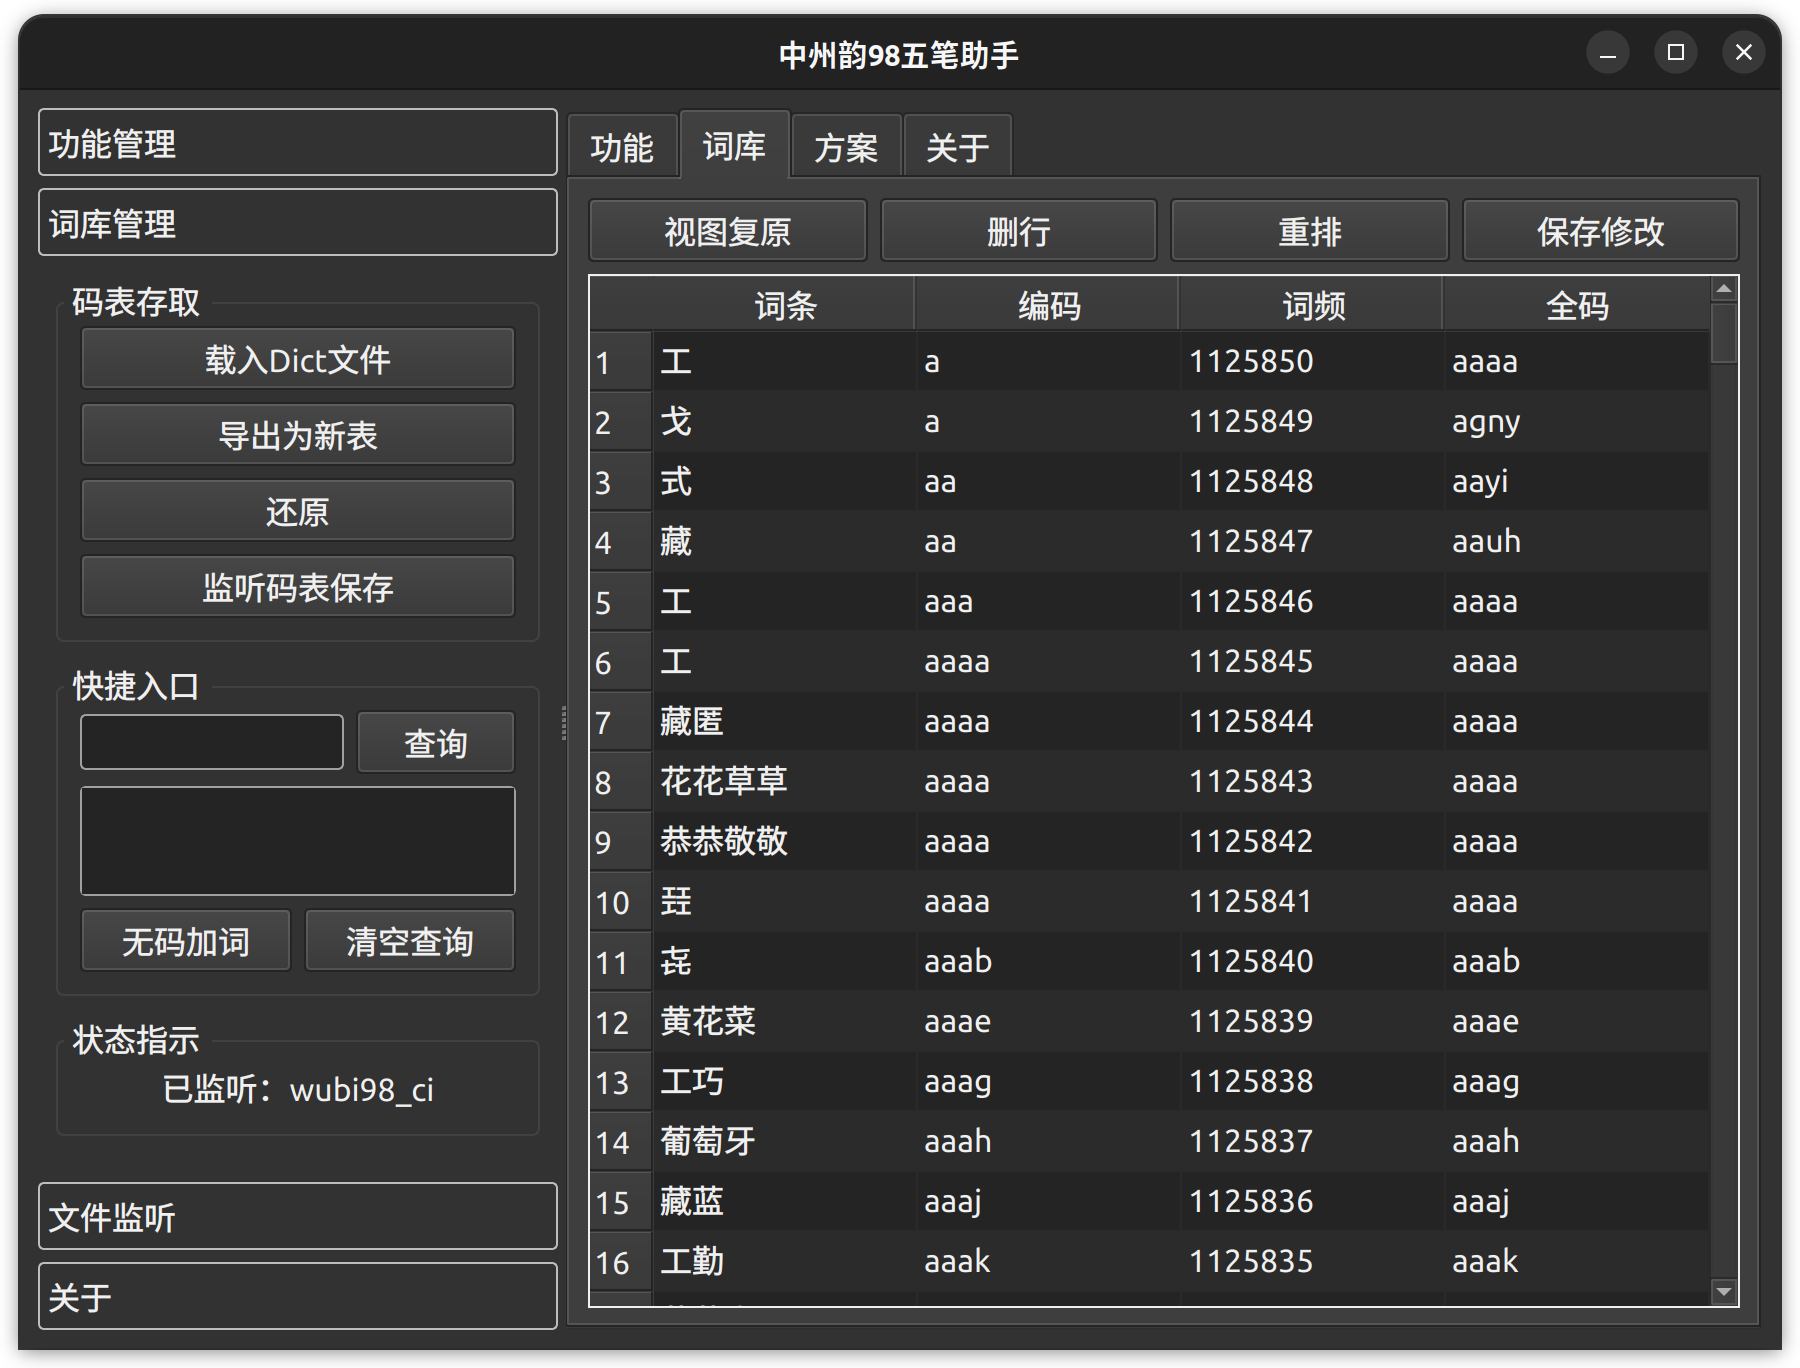 中州韵98五笔助手
功能管理
词库管理
码表存取
载入Dict文件
导出为新表
还原
监听码表保存
快捷入口
查询
无码加词
清空查询
状态指示
已监听：wubi98_ci
文件监听
关于
功能 词库 方案 关于
视图复原 删行 重排 保存修改
词条 编码 词频 全码
1 工 a 1125850 aaaa
2 戈 a 1125849 agny
3 式 aa 1125848 aayi
4 藏 aa 1125847 aauh
5 工 aaa 1125846 aaaa
6 工 aaaa 1125845 aaaa
7 藏匿 aaaa 1125844 aaaa
8 花花草草 aaaa 1125843 aaaa
9 恭恭敬敬 aaaa 1125842 aaaa
10 㠭 aaaa 1125841 aaaa
11 aaab 1125840 aaab
12 黄花菜 aaae 1125839 aaae
13 工巧 aaag 1125838 aaag
14 葡萄牙 aaah 1125837 aaah
15 藏蓝 aaaj 1125836 aaaj
16 工勤 aaak 1125835 aaak